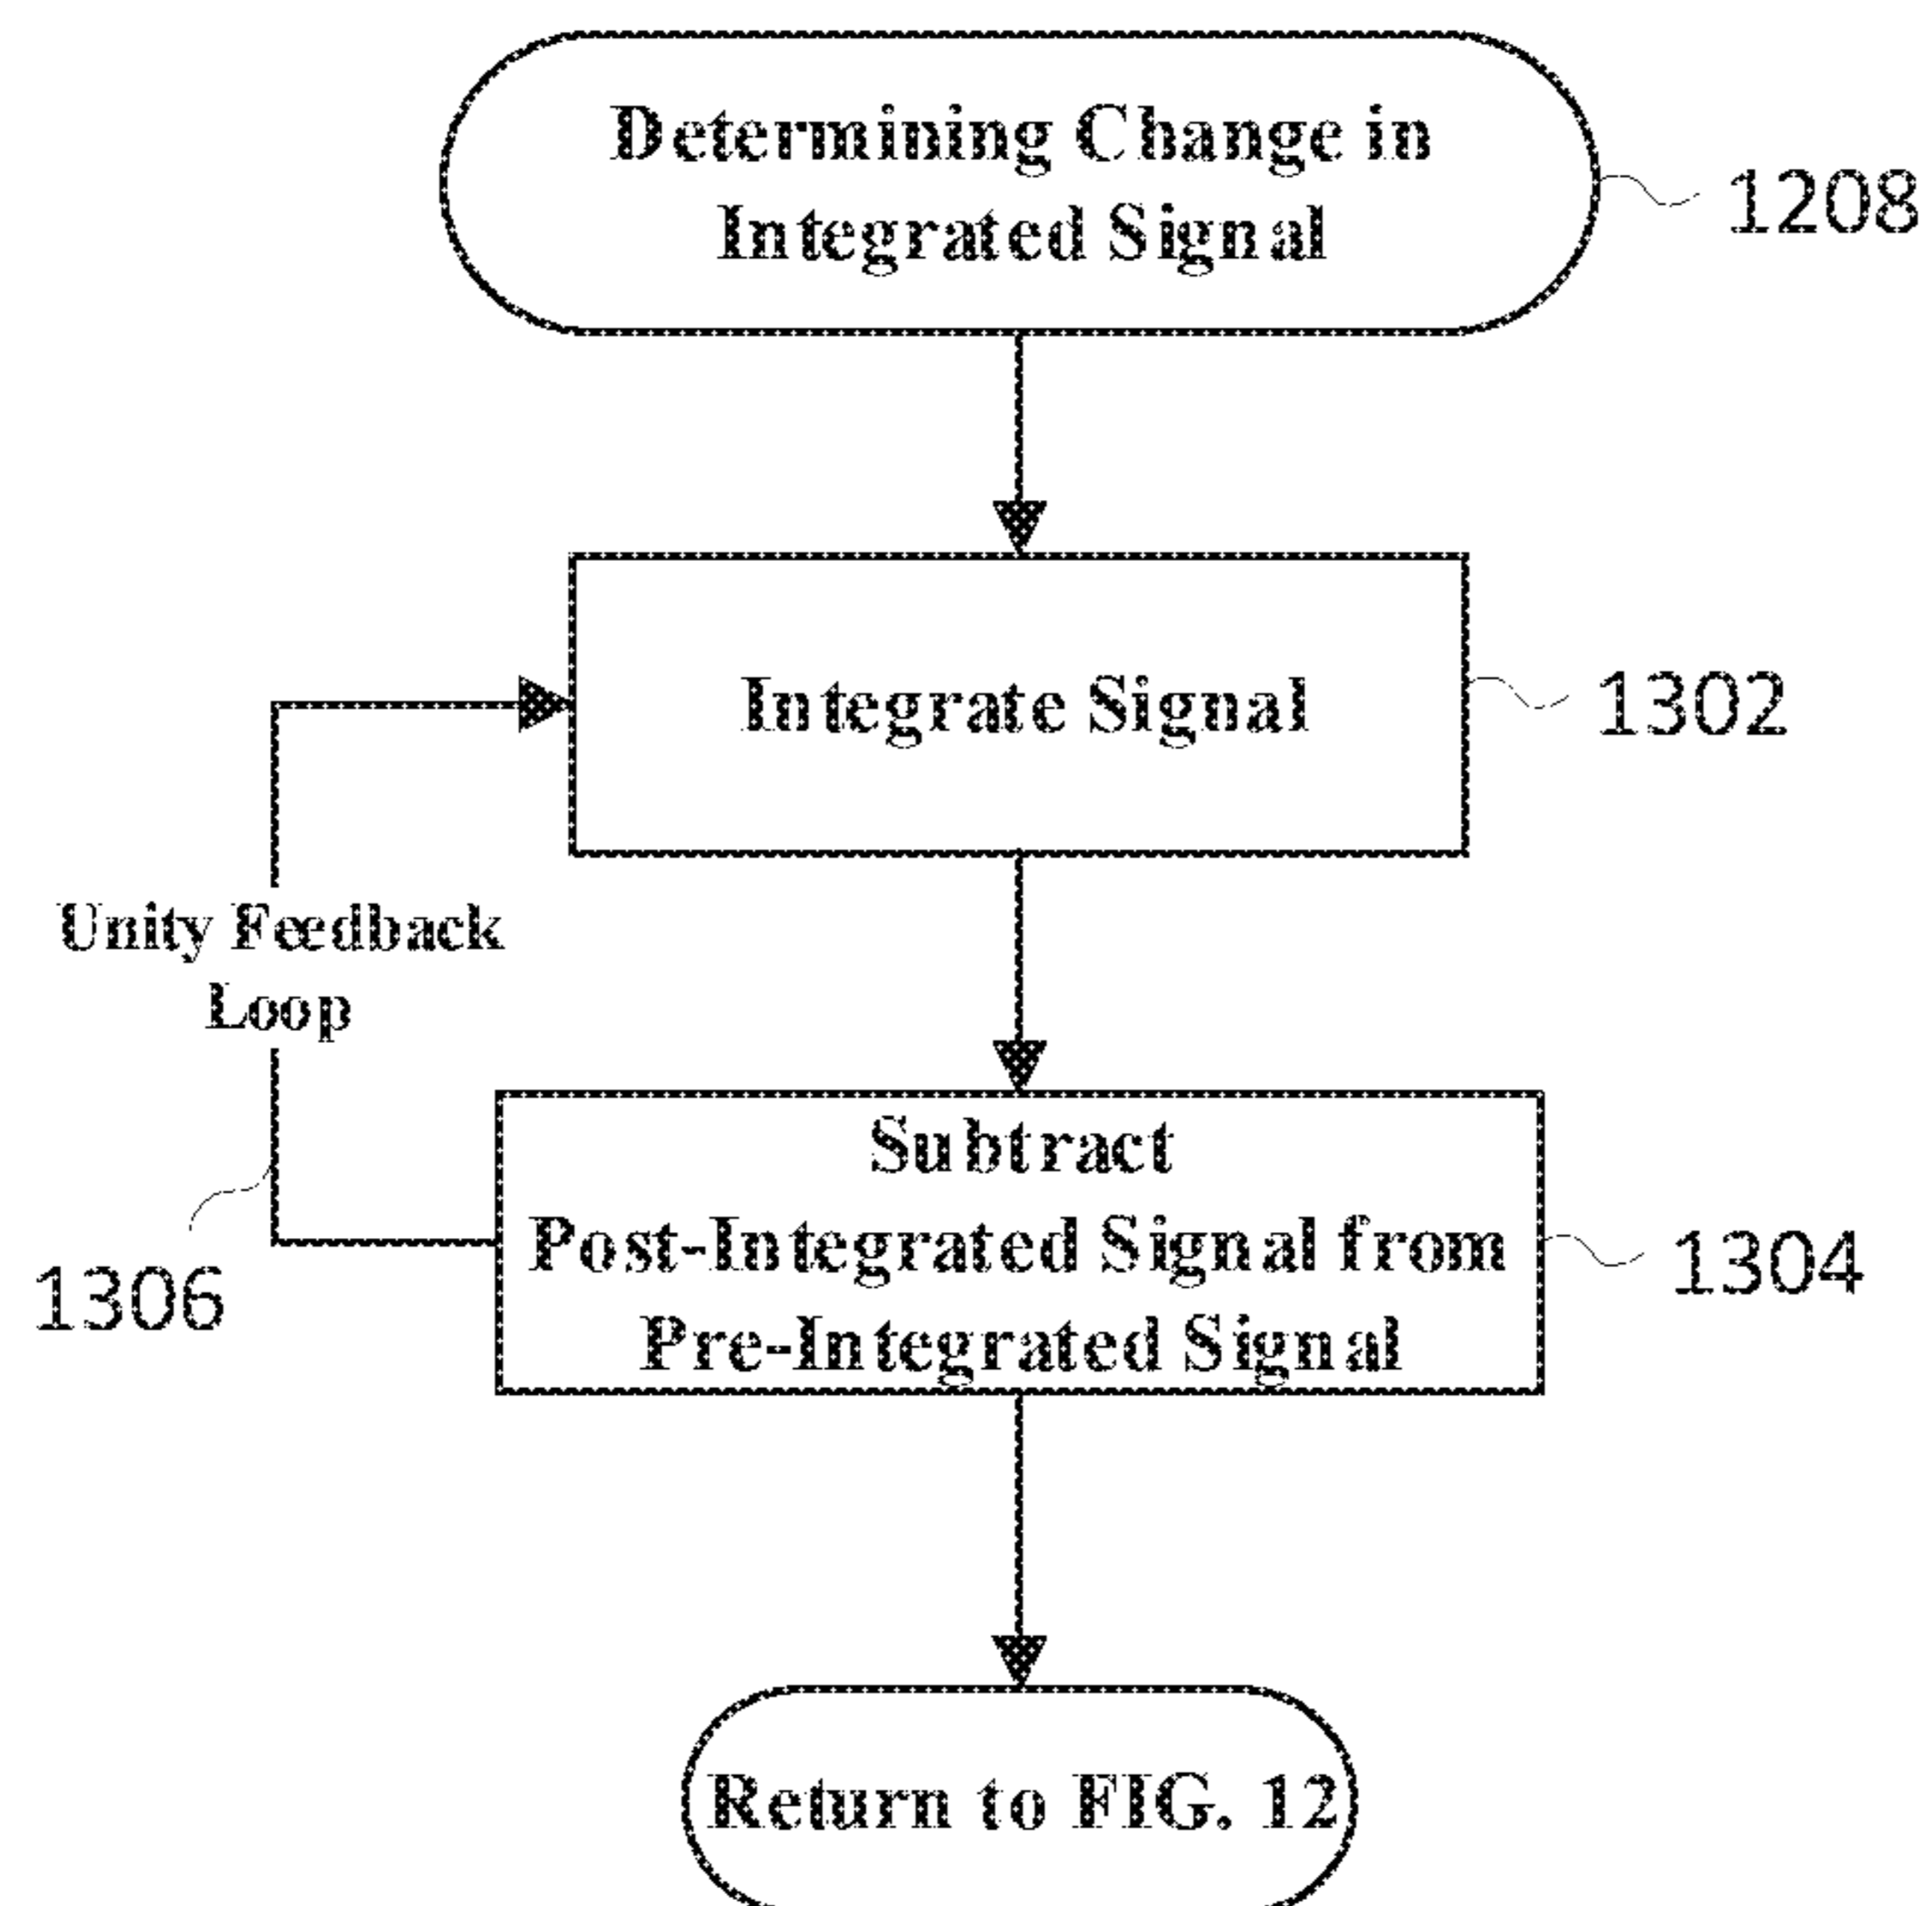 Determining Change in
Integrated Signal
1208
Integrate Signal
1302
Unity Feedback
Loop
Subtract
Post-Integrated Signal from
Pre-Integrated Signal
1304
1306
Return to FIG. 12